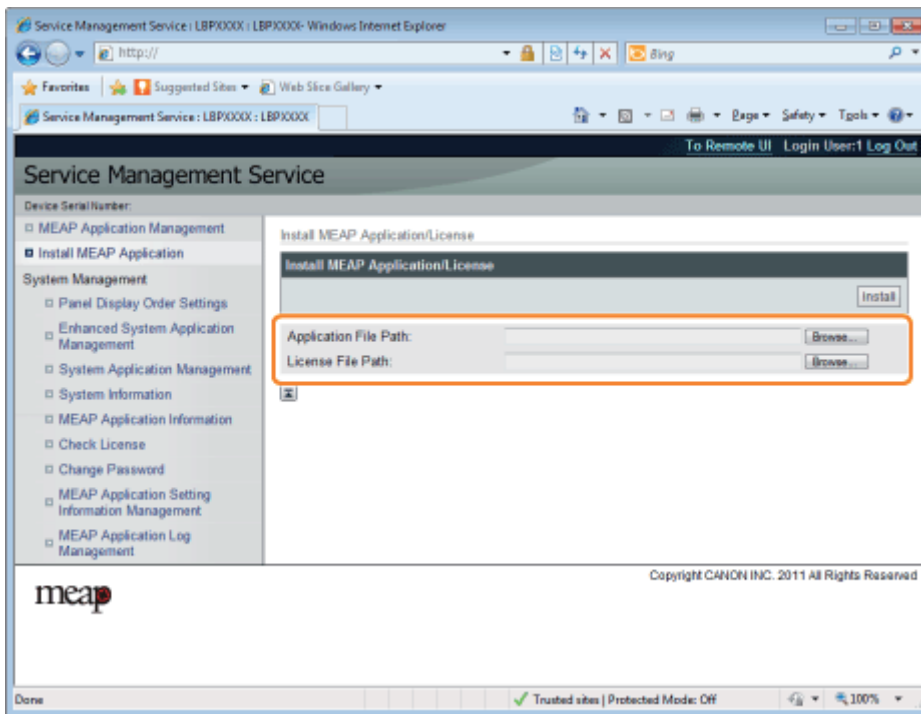 Service Management Service : LBPXXXX : LBPXXXX- Windows Internet Explorer
http://
Bing
Favorites Suggested Sites Web Slice Gallery
Service Management Service : LBPXXXX : LBPXXXX
Page Safety Tools
To Remote UI Login User:1 Log Out
Service Management Service
Device Serial Number:
MEAP Application Management
Install MEAP Application
System Management
Panel Display Order Settings
Enhanced System Application
Management
System Application Management
System Information
MEAP Application Information
Check License
Change Password
MEAP Application Setting
Information Management
MEAP Application Log
Management
Install MEAP Application/License
Install MEAP Application/License
Install
Application File Path: Browse...
License File Path: Browse...
Copyright CANON INC. 2011 All Rights Reserved
meap
Done Trusted sites | Protected Mode: Off 100%